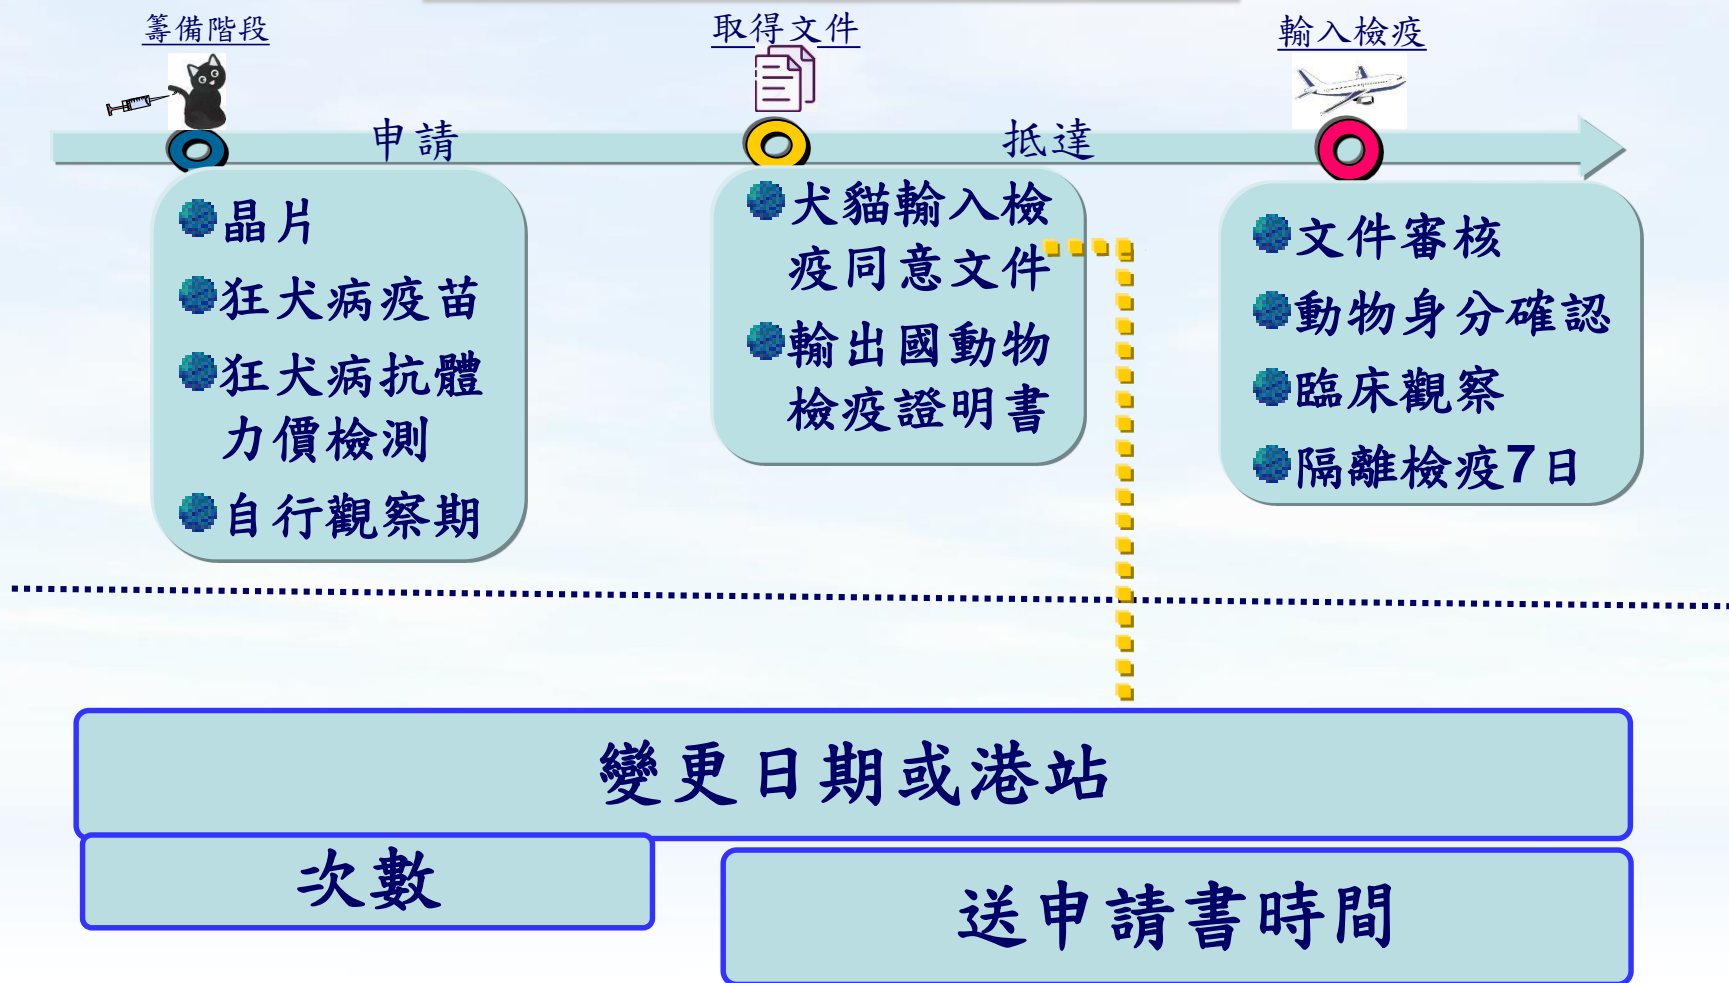 籌備階段
取得文件
輸入檢疫
申請
抵達
晶片
狂犬病疫苗
狂犬病抗體
力價檢測
自行觀察期
犬貓輸入檢
疫同意文件
輸出國動物
檢疫證明書
文件審核
動物身分確認
臨床觀察
隔離檢疫7日
變更日期或港站
次數
送申請書時間